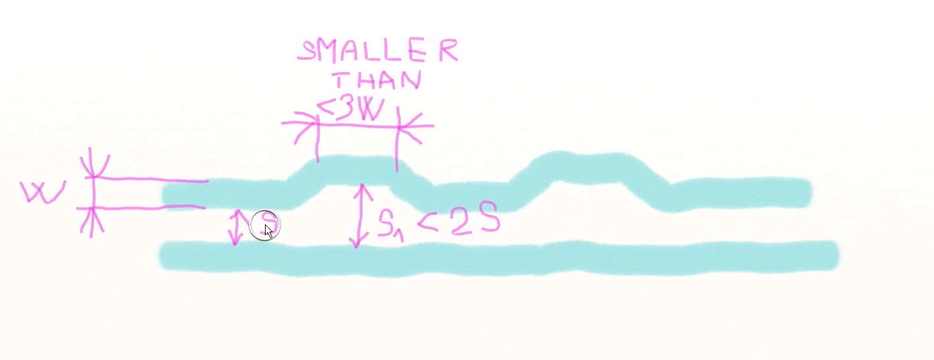 SMALLER
THAN
<3W
W
S
S₁ < 2S